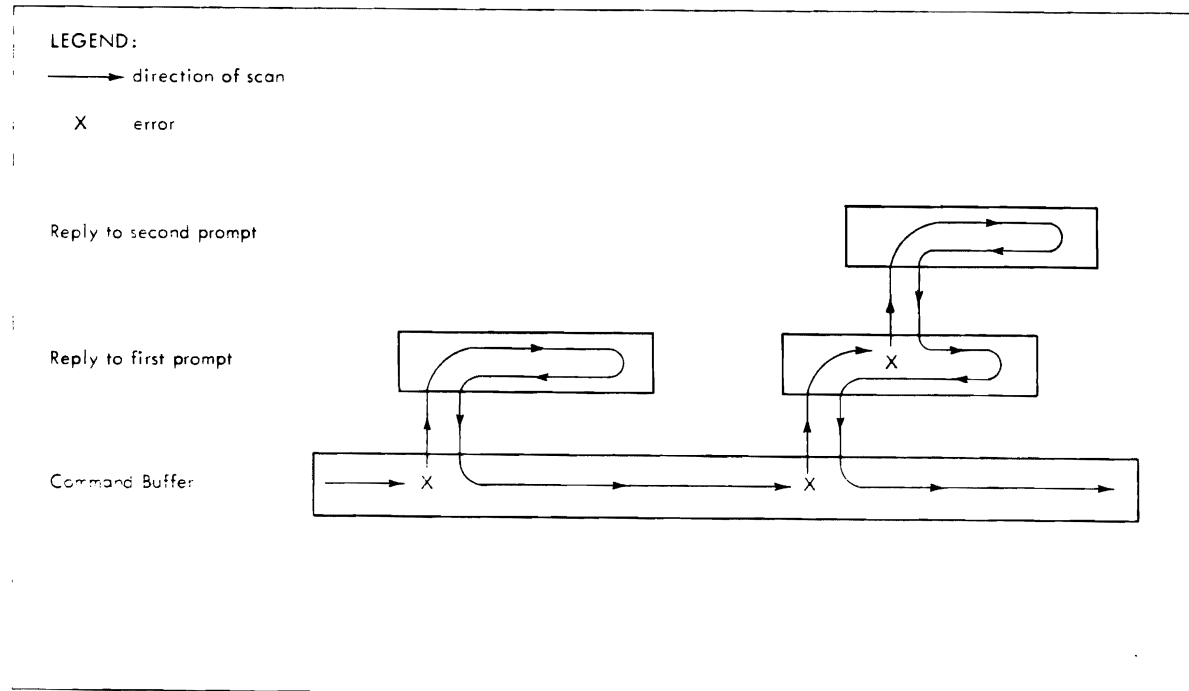 LEGEND:
direction of scan
X error
Reply to second prompt
Reply to first prompt
X
Command Buffer
X
X